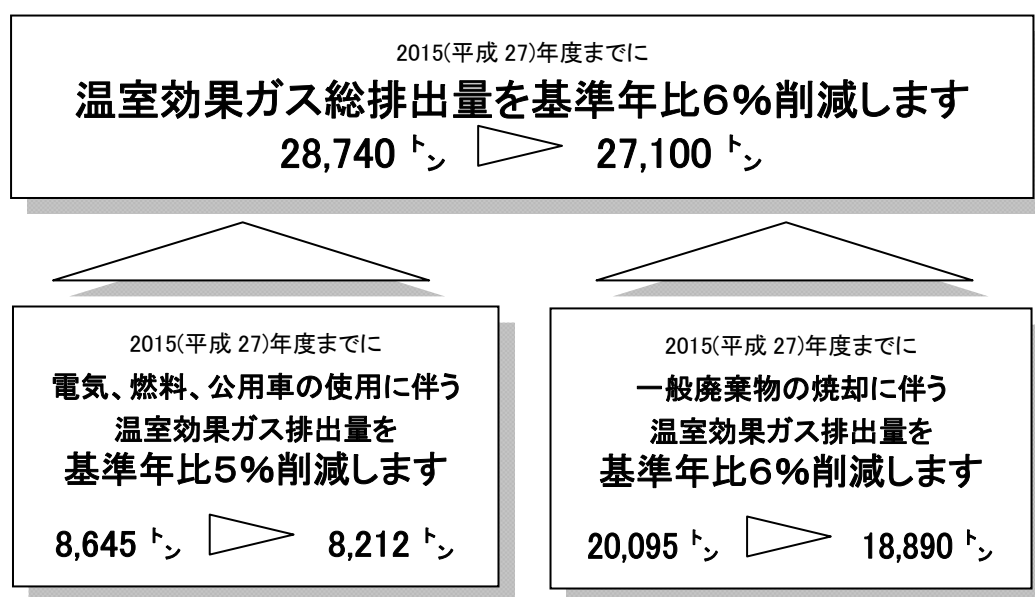 2015(平成 27)年度までに
温室効果ガス総排出量を基準年比6%削減します
28,740 トン 27,100 トン
2015(平成 27)年度までに
電気、燃料、公用車の使用に伴う
温室効果ガス排出量を
基準年比5%削減します
8,645 トン 8,212 トン
2015(平成 27)年度までに
一般廃棄物の焼却に伴う
温室効果ガス排出量を
基準年比6%削減します
20,095 トン 18,890 トン